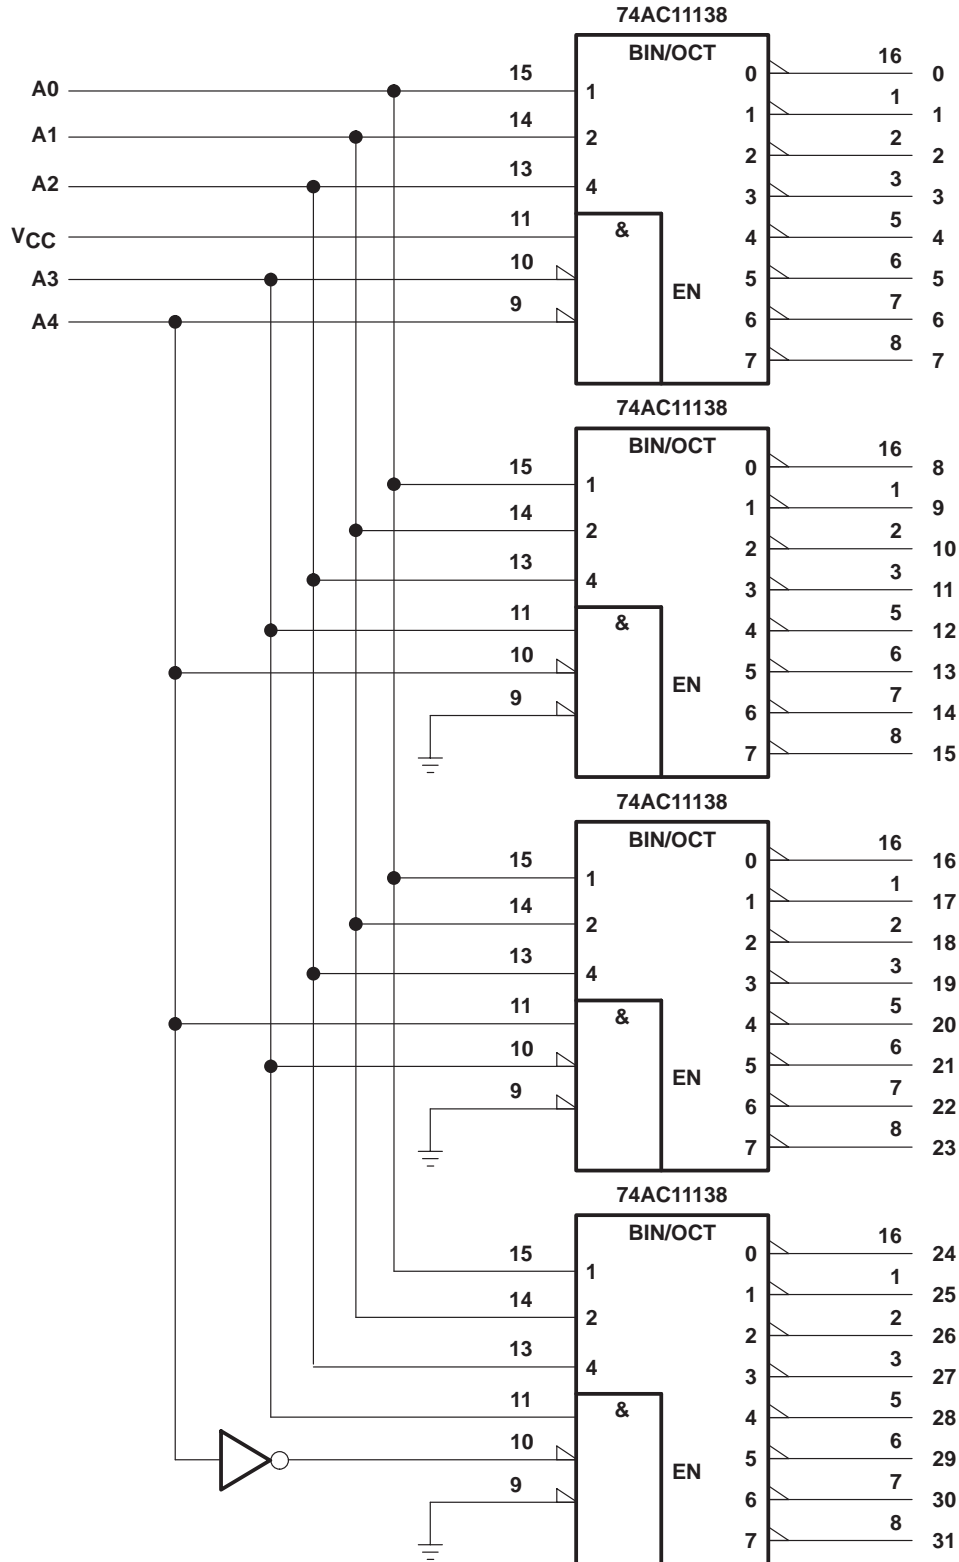 74AC11138
BIN/OCT
A0 15 1 0 16 0
A1 14 2 1 1 1
2 2 2
A2 13 4 3 3 3
VCC 11 & 4 5 4
A3 10 EN 5 6 5
A4 9 6 7 6
7 8 7
74AC11138
BIN/OCT
15 1 0 16 8
14 2 1 1 9
2 2 10
13 4 3 3 11
11 & 4 5 12
10 EN 5 6 13
9 6 7 14
7 8 15
74AC11138
BIN/OCT
15 1 0 16 16
14 2 1 1 17
2 2 18
13 4 3 3 19
11 & 4 5 20
10 EN 5 6 21
9 6 7 22
7 8 23
74AC11138
BIN/OCT
15 1 0 16 24
14 2 1 1 25
2 2 26
13 4 3 3 27
11 & 4 5 28
10 EN 5 6 29
9 6 7 30
7 8 31